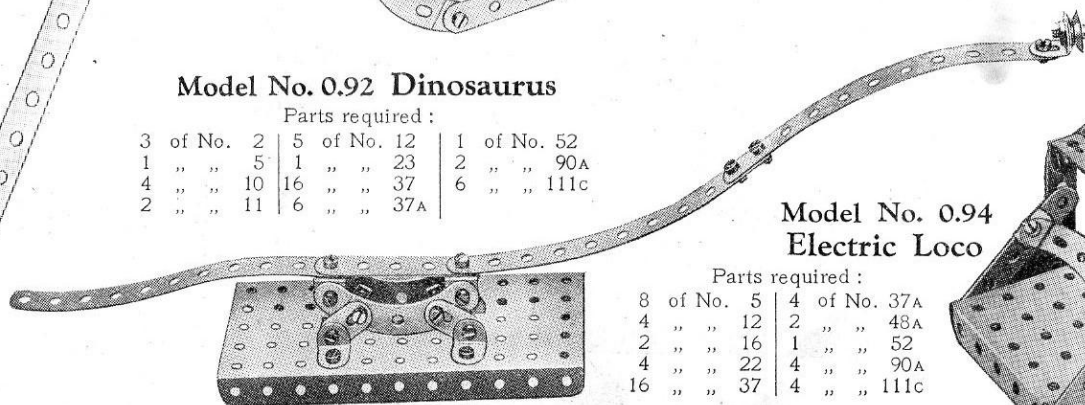 Model No. 0.92 Dinosaurus
Parts required :
3 of No. 2 | 5 of No. 12 | 1 of No. 52
1 ,, ,, 5 | 1 ,, ,, 23 | 2 ,, ,, 90A
4 ,, ,, 10 | 16 ,, ,, 37 | 6 ,, ,, 111C
2 ,, ,, 11 | 6 ,, ,, 37A |
Model No. 0.94
Electric Loco
Parts required :
8 of No. 5 | 4 of No. 37A
4 ,, ,, 12 | 2 ,, ,, 48A
2 ,, ,, 16 | 1 ,, ,, 52
4 ,, ,, 22 | 4 ,, ,, 90A
16 ,, ,, 37 | 4 ,, ,, 111C